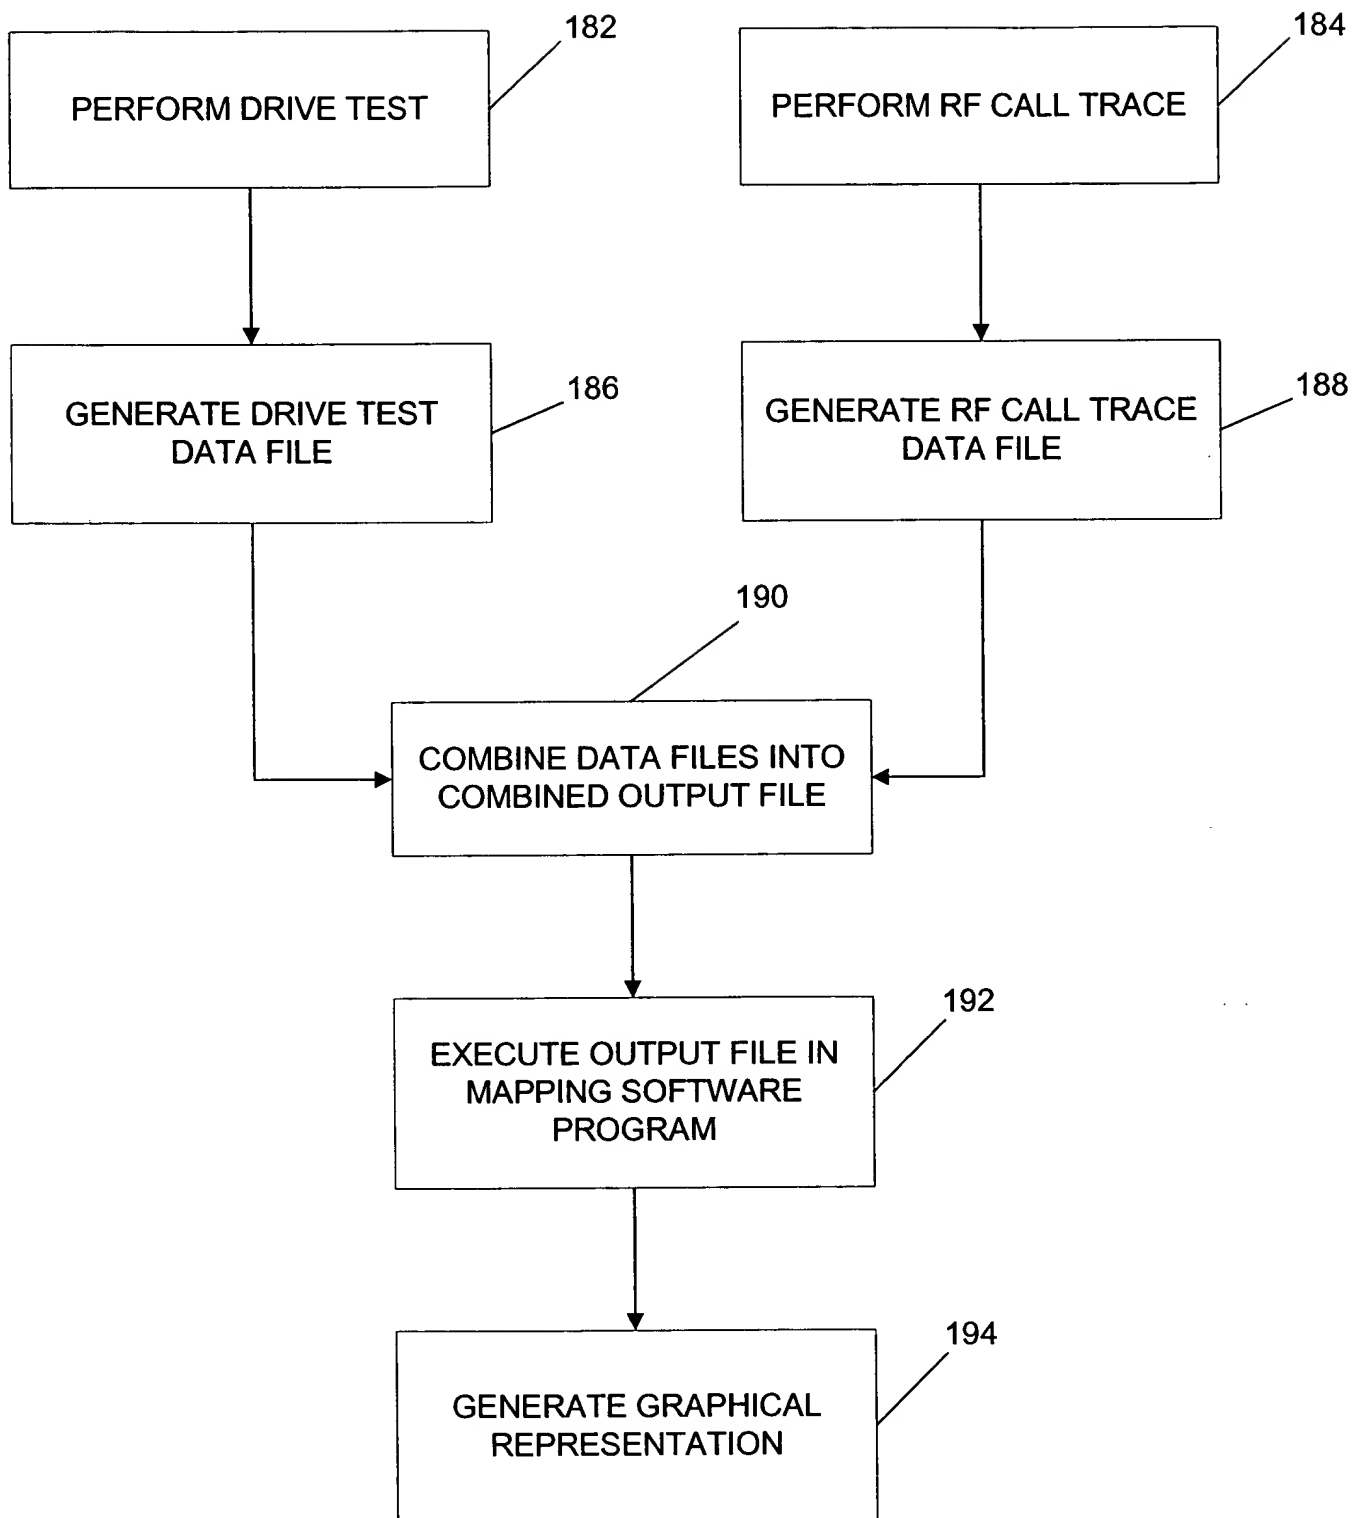 182
PERFORM DRIVE TEST
184
PERFORM RF CALL TRACE
186
GENERATE DRIVE TEST
DATA FILE
188
GENERATE RF CALL TRACE
DATA FILE
190
COMBINE DATA FILES INTO
COMBINED OUTPUT FILE
192
EXECUTE OUTPUT FILE IN
MAPPING SOFTWARE
PROGRAM
194
GENERATE GRAPHICAL
REPRESENTATION